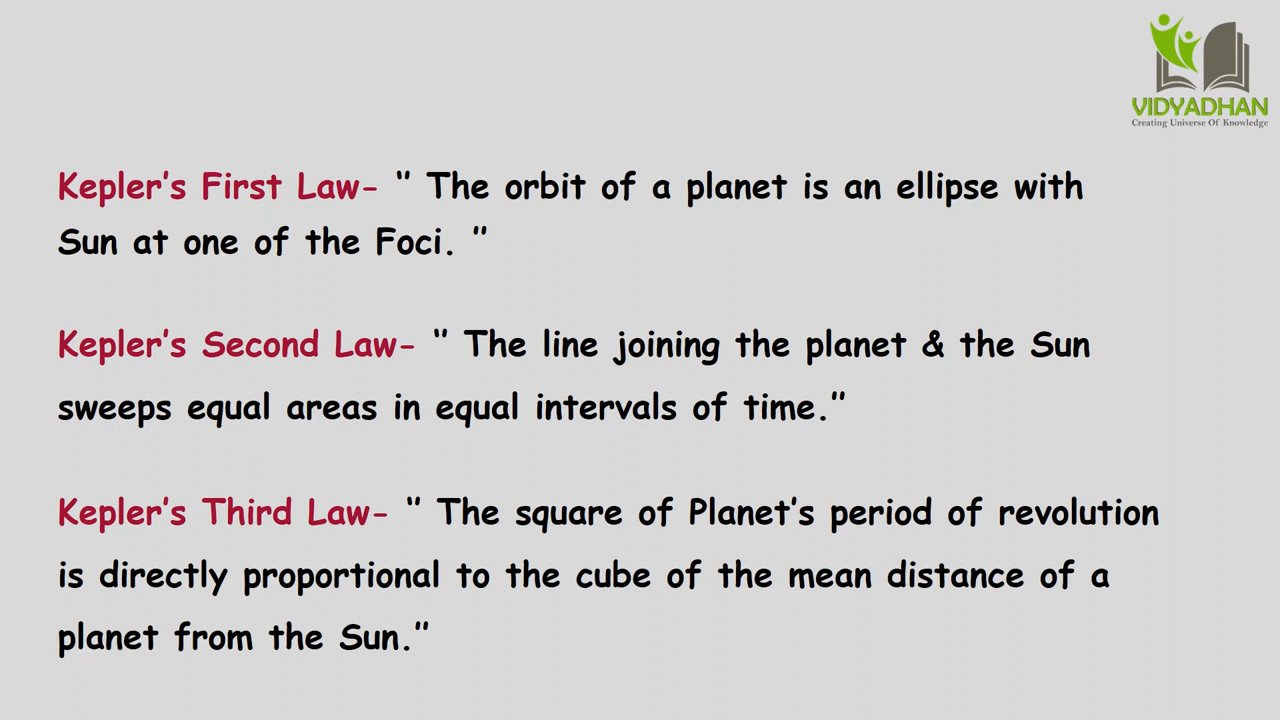 VIDYADHAN
Creating Universe Of Knowledge
Kepler's First Law- " The orbit of a planet is an ellipse with
Sun at one of the Foci. "
Kepler's Second Law- " The line joining the planet & the Sun
sweeps equal areas in equal intervals of time."
Kepler's Third Law- " The square of Planet's period of revolution
is directly proportional to the cube of the mean distance of a
planet from the Sun."